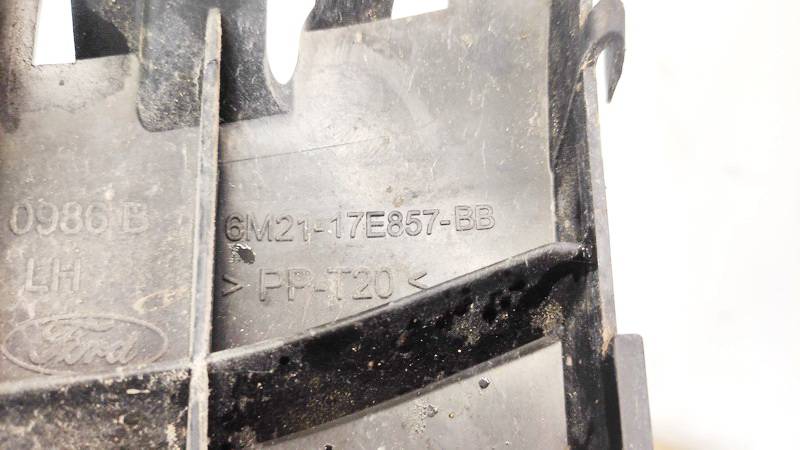 0986 B
LH
Ford
6M21-17E857-BB
> PP-T20 <